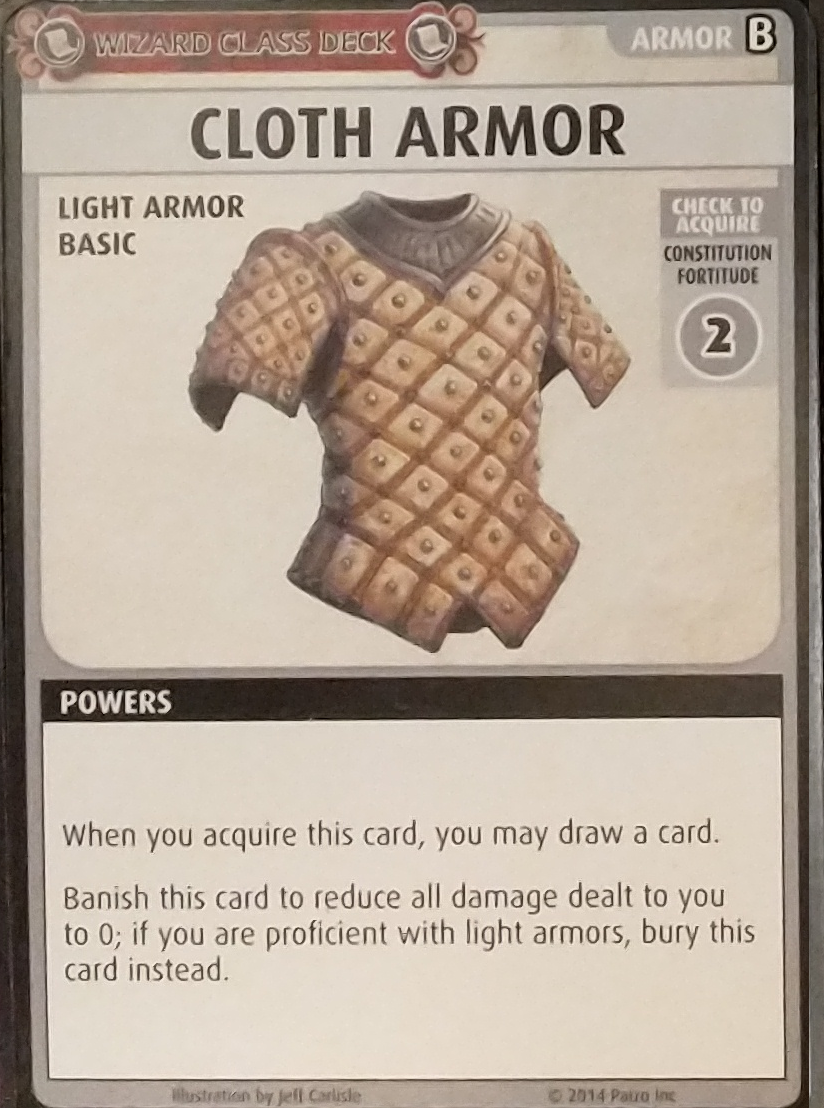 WIZARD CLASS DECK
ARMOR B
CLOTH ARMOR
LIGHT ARMOR
BASIC
CHECK TO
ACQUIRE
CONSTITUTION
FORTITUDE
2
POWERS
When you acquire this card, you may draw a card.
Banish this card to reduce all damage dealt to you
to 0; if you are proficient with light armors, bury this
card instead.
Illustration by Jeff Carlisle
© 2014 Paizo Inc